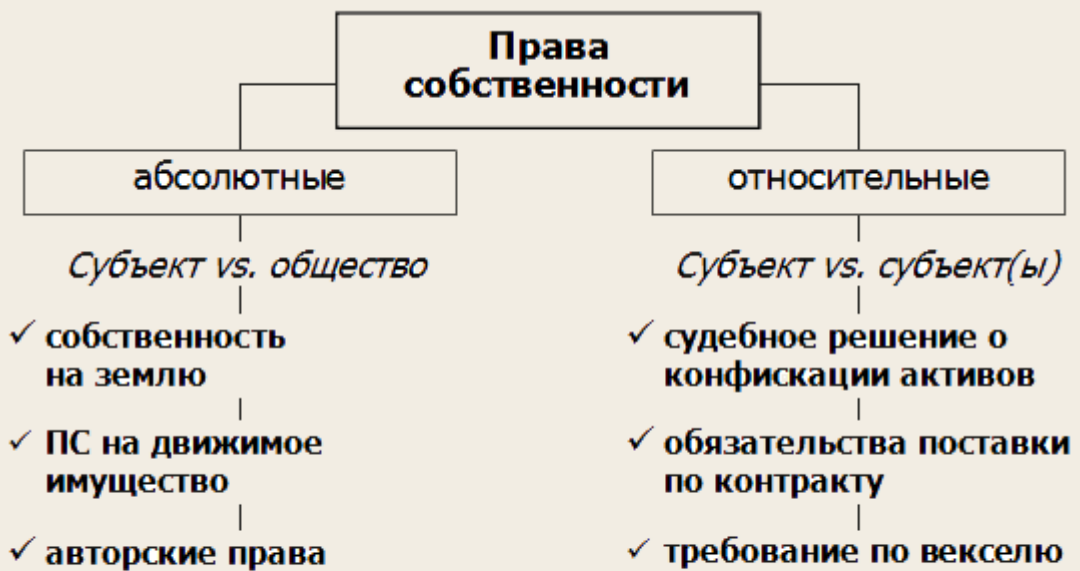 Права
собственности
абсолютные
Субъект vs. общество
✓ собственность
на землю
✓ ПС на движимое
имущество
✓ авторские права
относительные
Субъект vs. субъект(ы)
✓ судебное решение о
конфискации активов
✓ обязательства поставки
по контракту
✓ требование по векселю